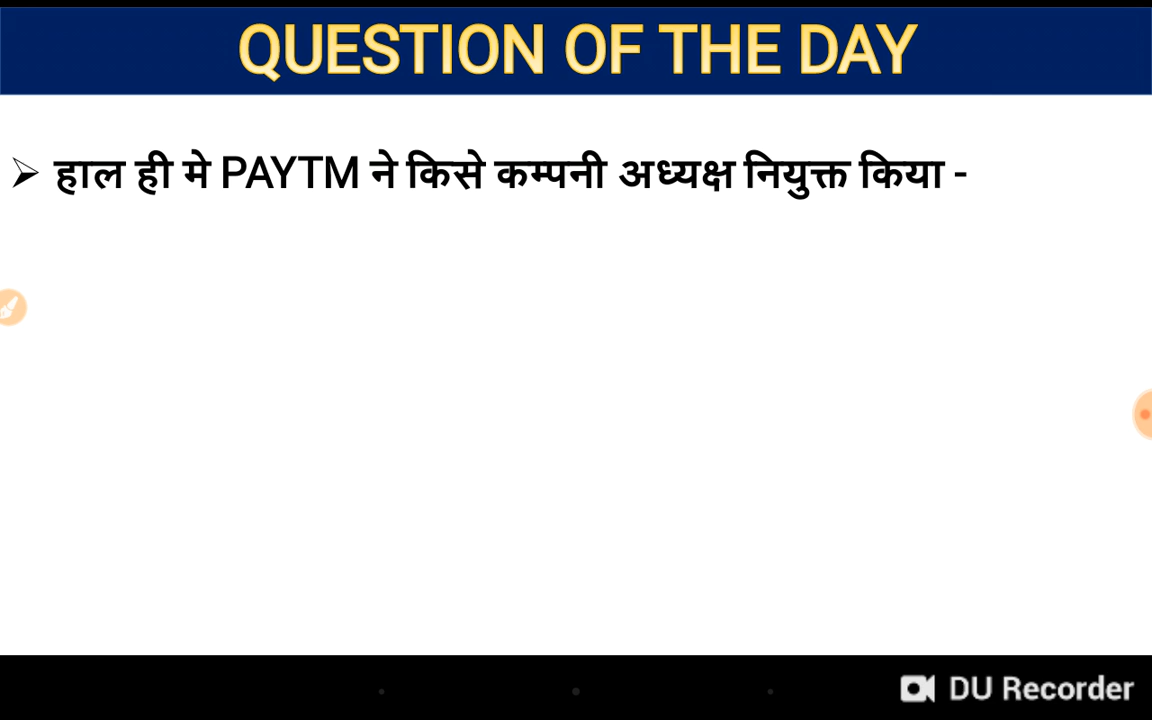 QUESTION OF THE DAY
➢ हाल ही मे PAYTM ने किसे कम्पनी अध्यक्ष नियुक्त किया -
DU Recorder